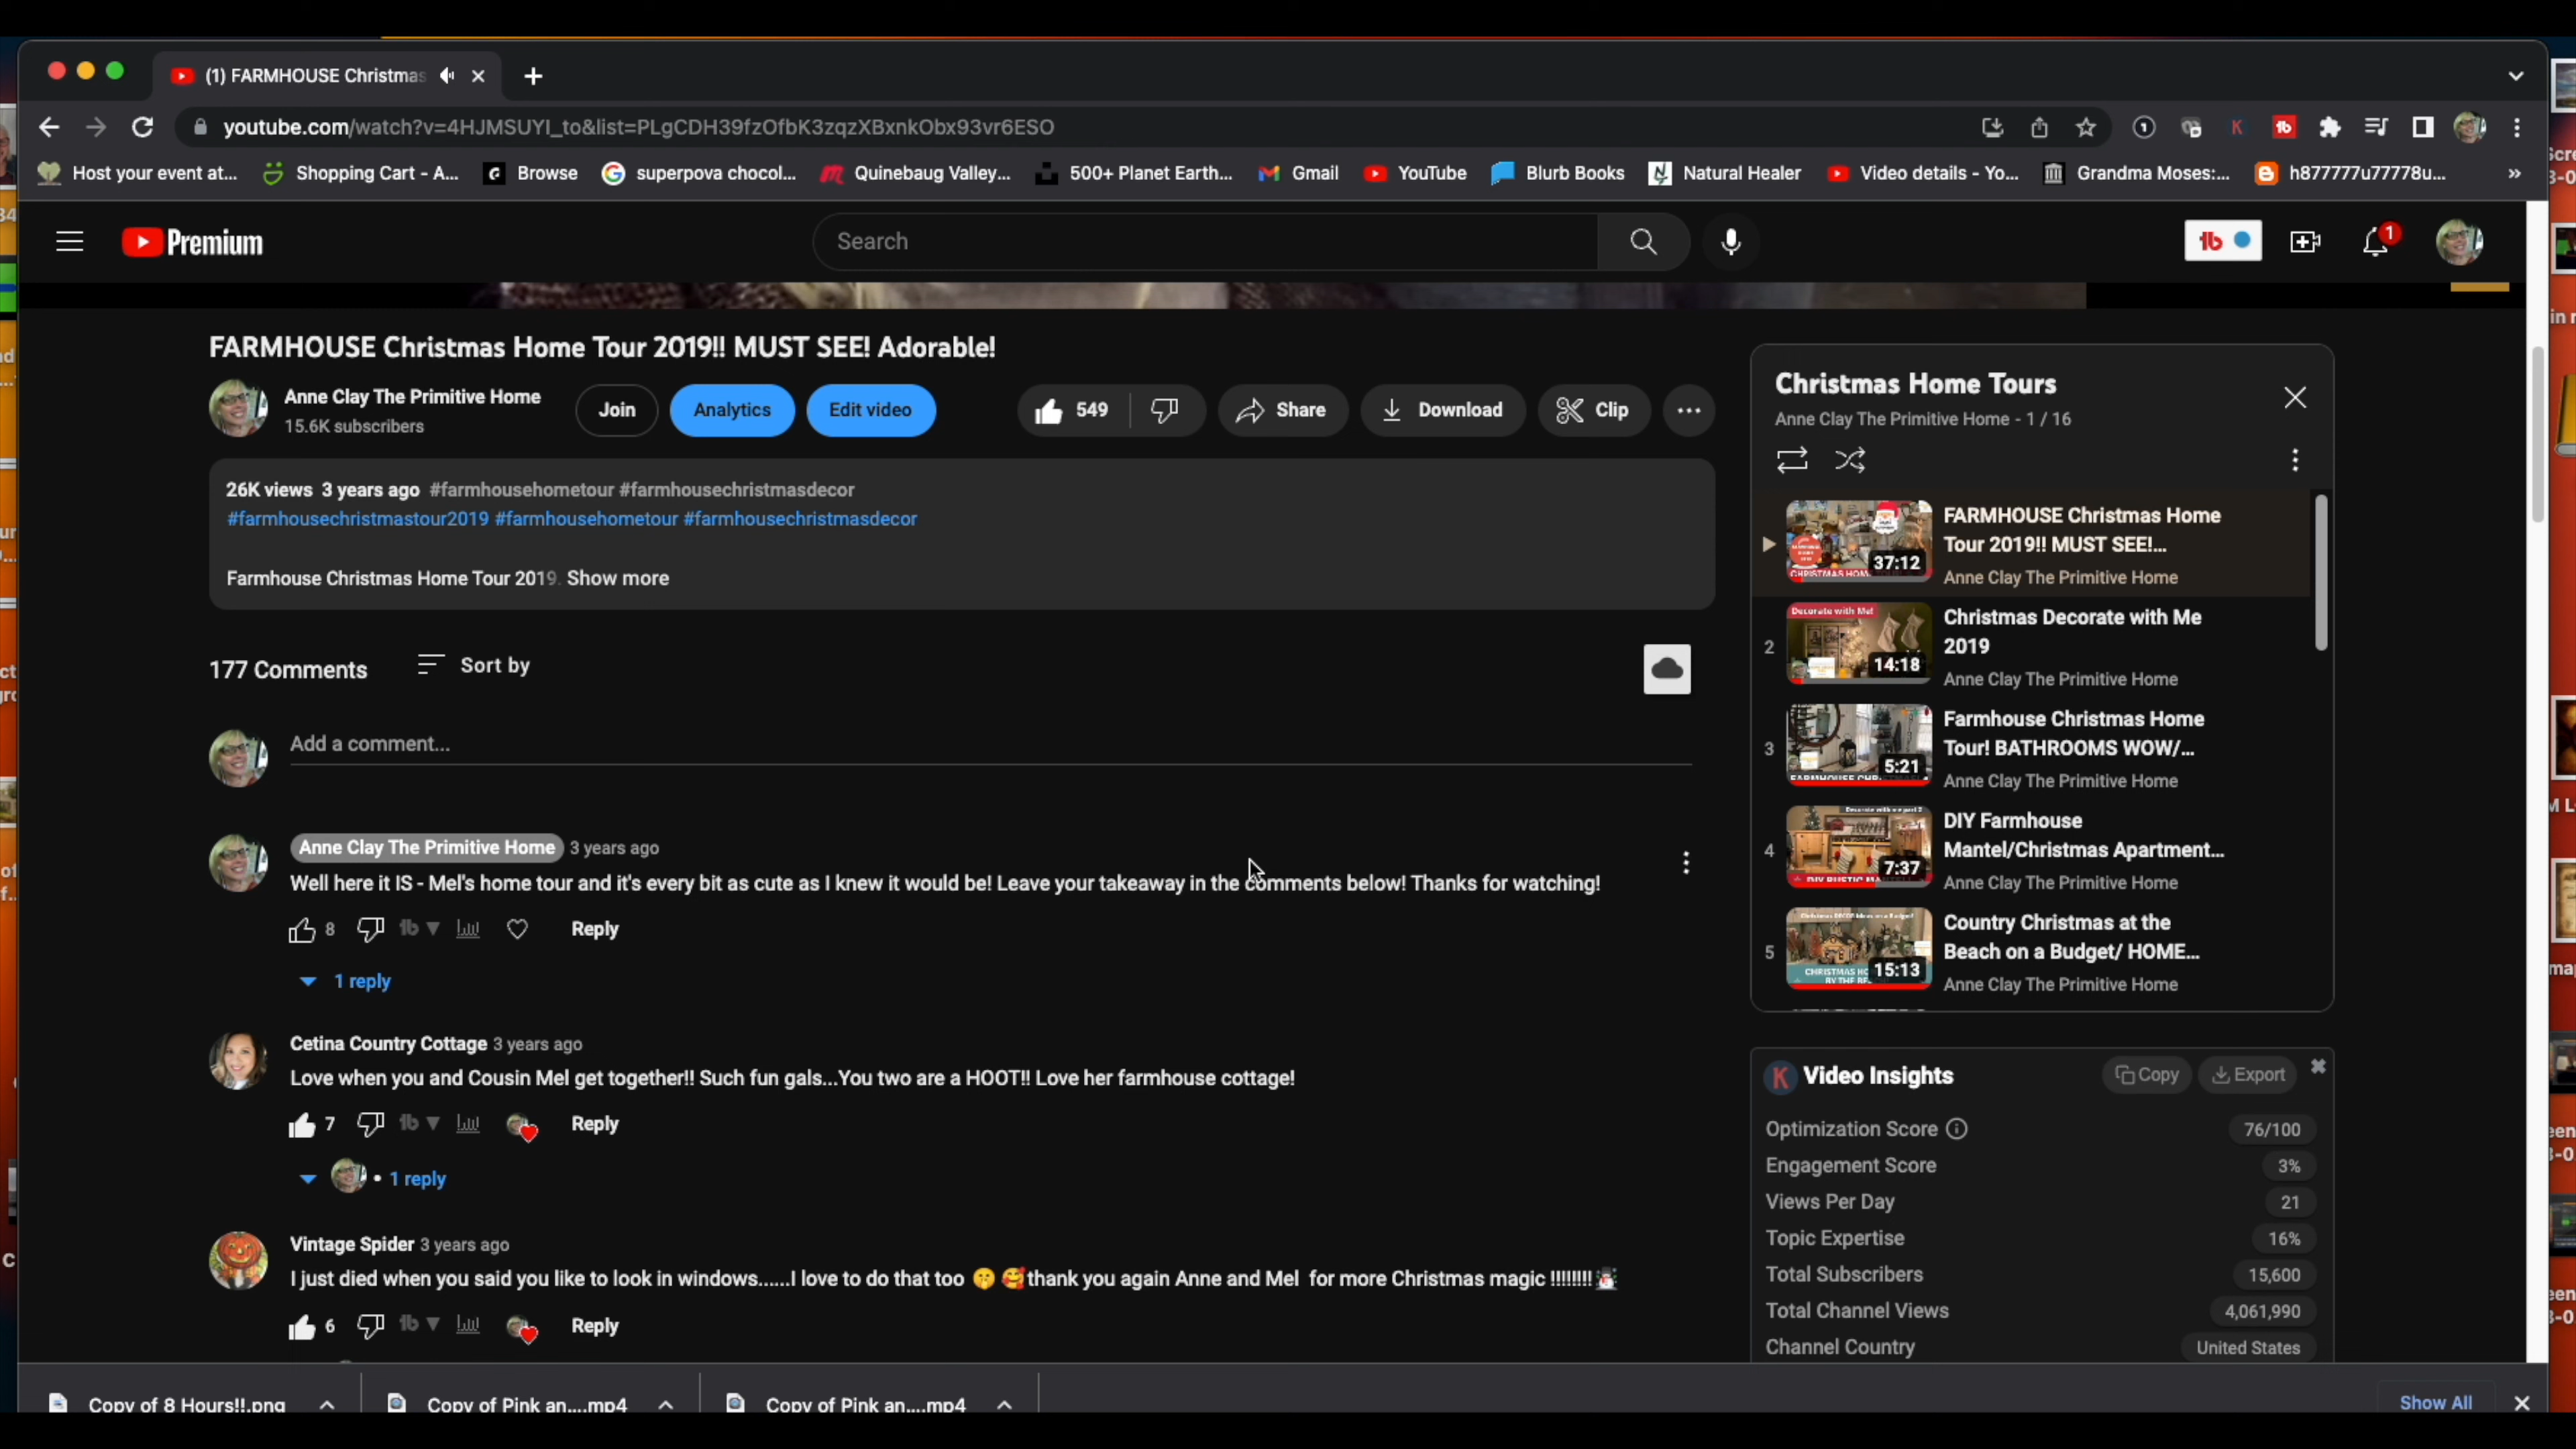 (1) FARMHOUSE Christmas
youtube.com/watch?v=4HJMSUYI_to&list=PLgCDH39fzOfbK3zqzXBxnkObx93vr6ESO
Host your event at...
Shopping Cart - A...
Browse
superpova chocol...
Quinebaug Valley...
500+ Planet Earth...
Gmail
YouTube
Blurb Books
Natural Healer
Video details - Yo...
Grandma Moses:...
h877777u77778u...
»
Premium
Search
1
FARMHOUSE Christmas Home Tour 2019!! MUST SEE! Adorable!
Anne Clay The Primitive Home
15.6K subscribers
Join
Analytics
Edit video
549
Share
Download
Clip
26K views 3 years ago #farmhousehometour #farmhousechristmasdecor
#farmhousechristmastour2019 #farmhousehometour #farmhousechristmasdecor
Farmhouse Christmas Home Tour 2019. Show more
177 Comments
Sort by
Add a comment...
Anne Clay The Primitive Home 3 years ago
Well here it IS - Mel's home tour and it's every bit as cute as I knew it would be! Leave your takeaway in the comments below! Thanks for watching!
8
Reply
1 reply
Cetina Country Cottage 3 years ago
Love when you and Cousin Mel get together!! Such fun gals...You two are a HOOT!! Love her farmhouse cottage!
7
Reply
• 1 reply
Vintage Spider 3 years ago
I just died when you said you like to look in windows......I love to do that too 🤫 🥰 thank you again Anne and Mel for more Christmas magic !!!!!!!!⛄
6
Reply
Christmas Home Tours
Anne Clay The Primitive Home - 1 / 16
37:12
FARMHOUSE Christmas Home
Tour 2019!! MUST SEE!...
Anne Clay The Primitive Home
2
Decorate with Me!
14:18
Christmas Decorate with Me
2019
Anne Clay The Primitive Home
3
5:21
Farmhouse Christmas Home
Tour! BATHROOMS WOW/...
Anne Clay The Primitive Home
4
7:37
DIY Farmhouse
Mantel/Christmas Apartment...
Anne Clay The Primitive Home
5
15:13
Country Christmas at the
Beach on a Budget/ HOME...
Anne Clay The Primitive Home
K Video Insights
Copy
Export
Optimization Score 76/100
Engagement Score 3%
Views Per Day 21
Topic Expertise 16%
Total Subscribers 15,600
Total Channel Views 4,061,990
Channel Country United States
Copy of 8 Hours!!.png
Copy of Pink an....mp4
Copy of Pink an....mp4
Show All